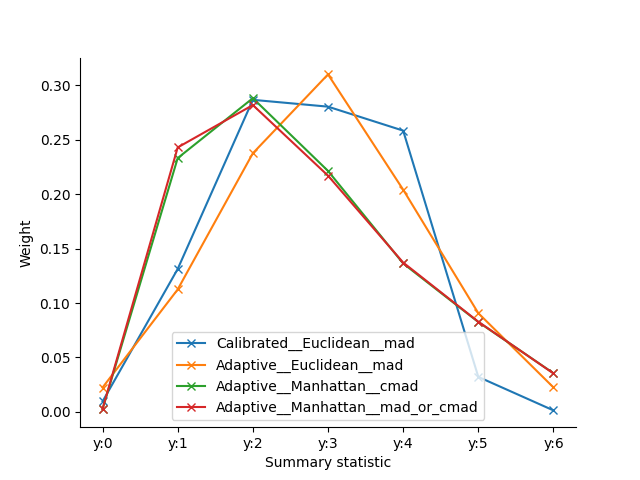 0.30
0.25
0.20
0.15
0.10
0.05
0.00
Weight
Calibrated__Euclidean__mad
Adaptive__Euclidean__mad
Adaptive__Manhattan__cmad
Adaptive__Manhattan__mad_or_cmad
y:0 y:1 y:2 y:3 y:4 y:5 y:6
Summary statistic